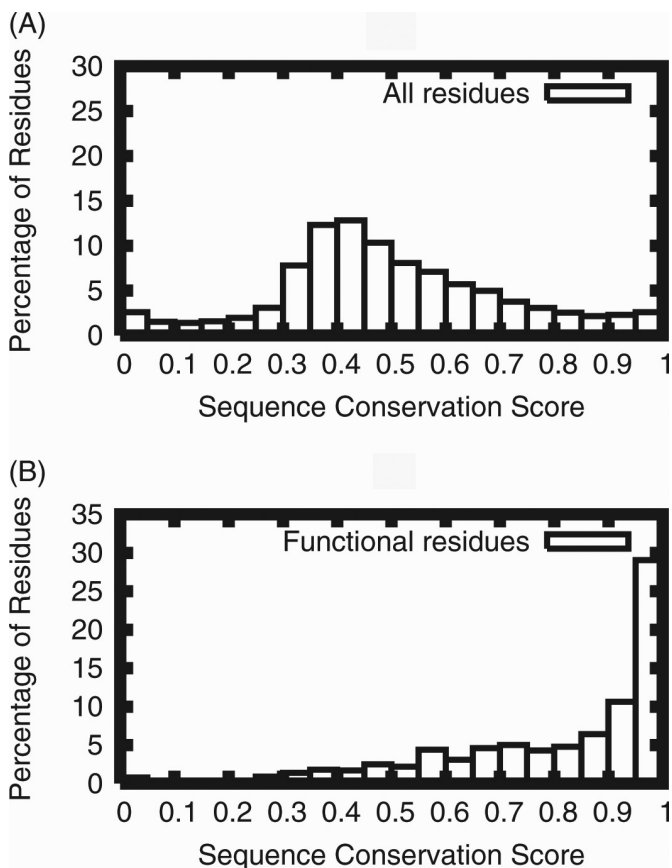 (A)
Percentage of Residues
30
25
20
15
10
5
0
All residues
0 0.1 0.2 0.3 0.4 0.5 0.6 0.7 0.8 0.9 1
Sequence Conservation Score
(B)
Percentage of Residues
35
30
25
20
15
10
5
0
Functional residues
0 0.1 0.2 0.3 0.4 0.5 0.6 0.7 0.8 0.9 1
Sequence Conservation Score